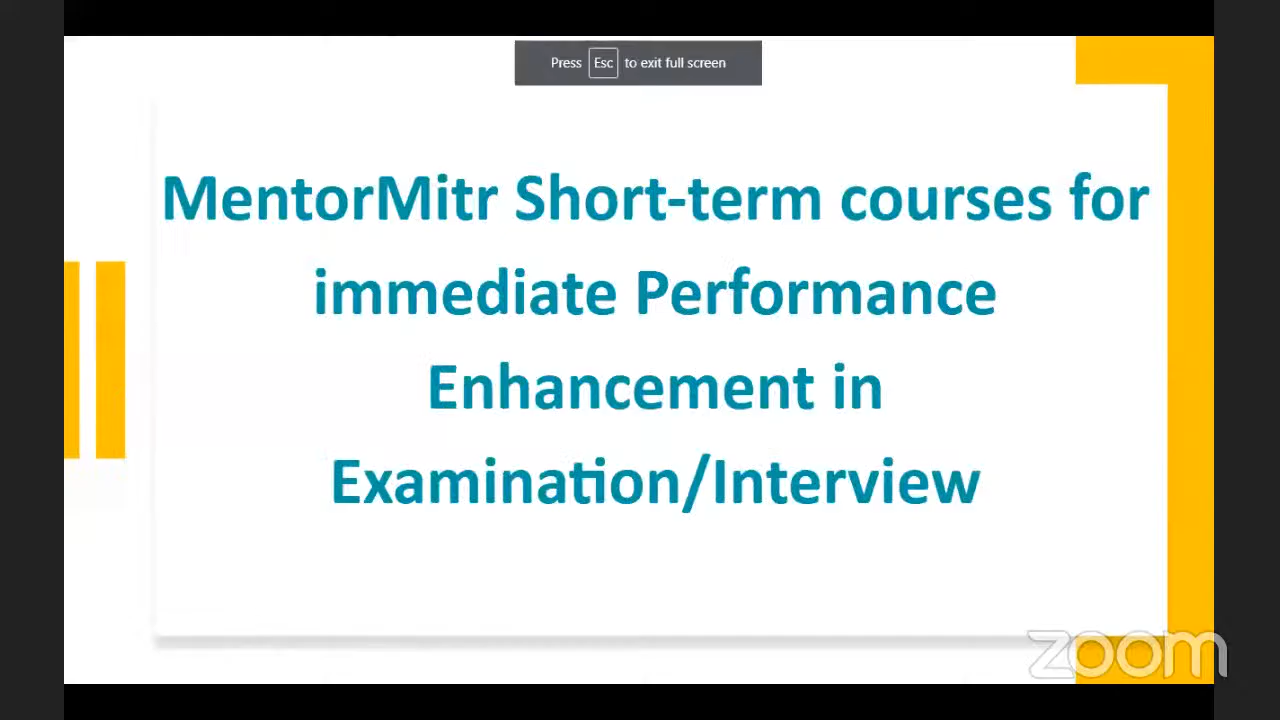 Press Esc to exit full screen
MentorMitr Short-term courses for
immediate Performance
Enhancement in
Examination/Interview
zoom